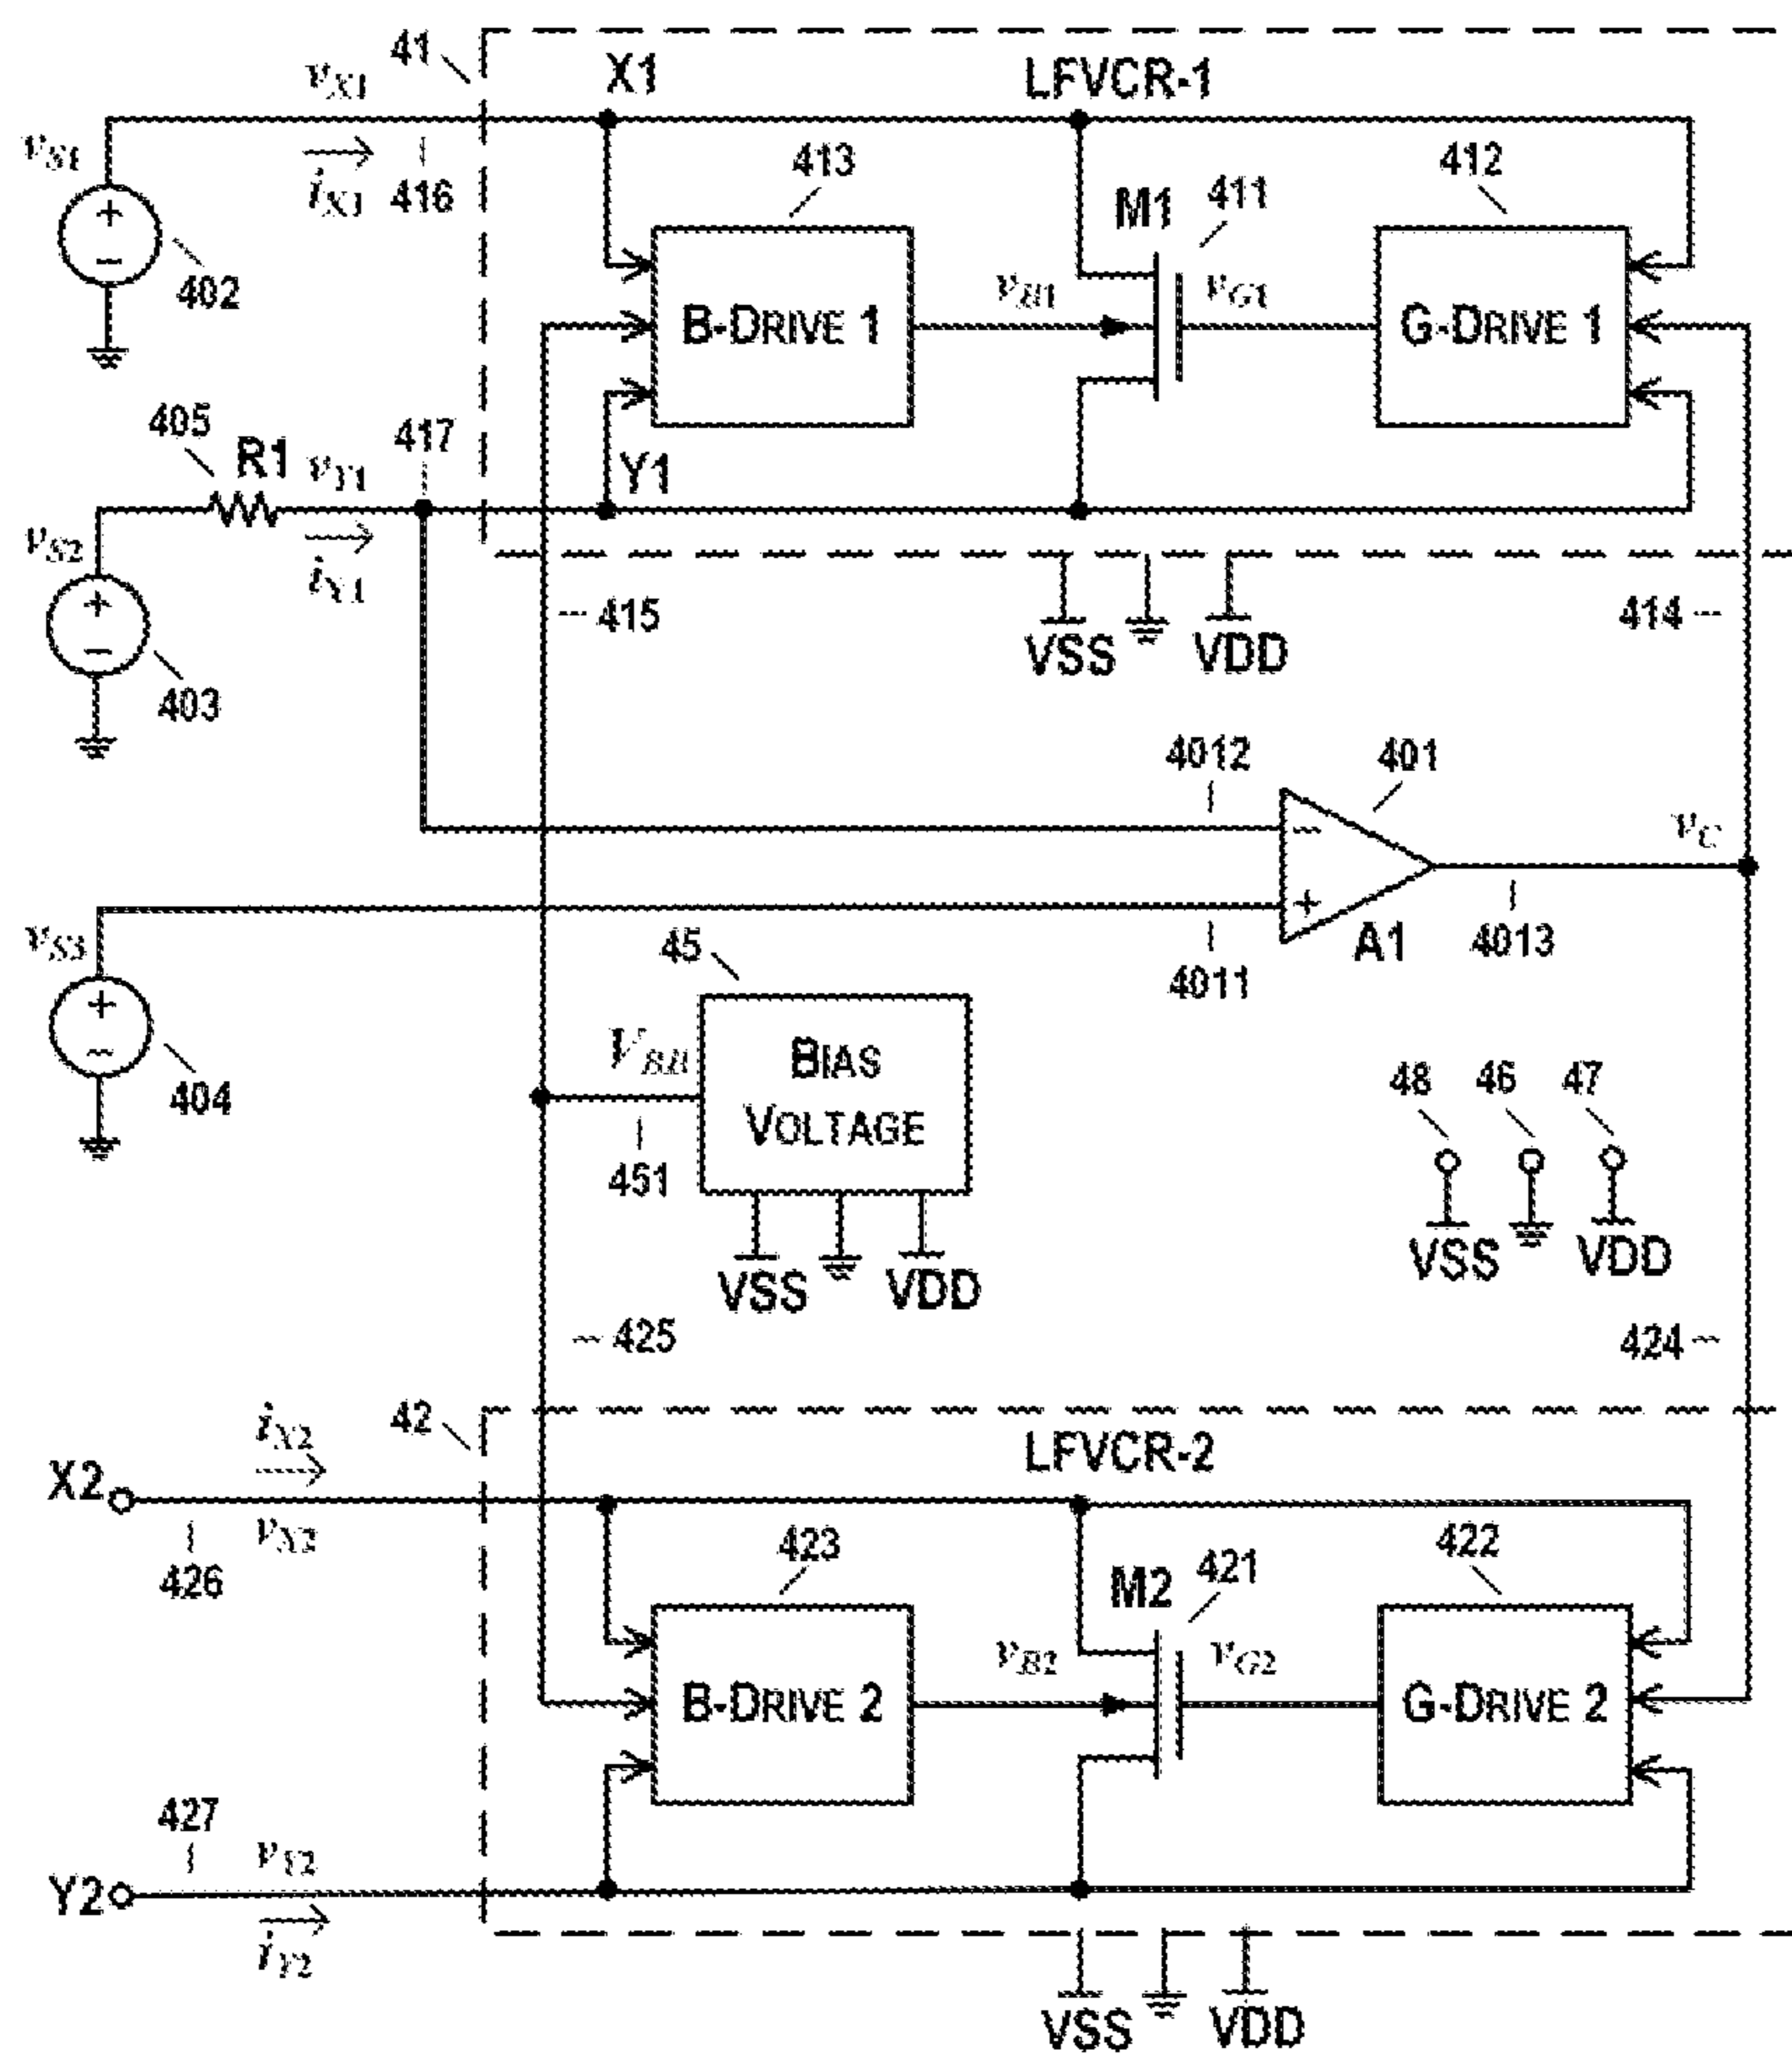 41
X1
LFVCR-1
vX1
vS1
iX1
416
413
412
M1
411
402
B-DRIVE 1
vB1
vG1
G-DRIVE 1
405
R1
vY1
417
Y1
vS2
iY1
415
VSS
VDD
414
403
4012
401
vC
vS3
45
A1
4013
4011
404
VBB
BIAS
VOLTAGE
451
48
46
47
VSS
VDD
VSS
VDD
425
424
42
iX2
LFVCR-2
X2
vX2
426
423
M2
421
422
B-DRIVE 2
vB2
vG2
G-DRIVE 2
427
vY2
Y2
iY2
VSS
VDD